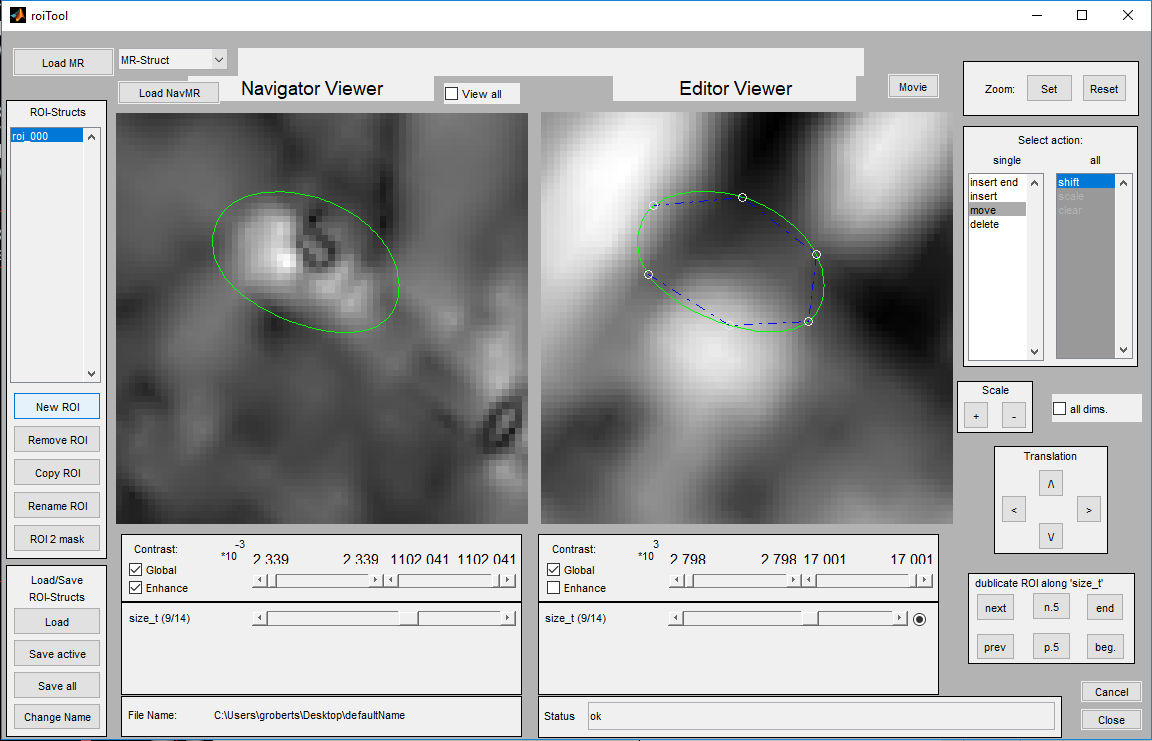 roiTool
Load MR
MR-Struct
Load NavMR
Navigator Viewer
View all
Editor Viewer
Movie
Zoom:
Set
Reset
ROI-Structs
roi_000
New ROI
Remove ROI
Copy ROI
Rename ROI
ROI 2 mask
Load/Save
ROI-Structs
Load
Save active
Save all
Change Name
Select action:
single
all
insert end
insert
move
delete
shift
scale
clear
Scale
+
-
all dims.
Translation
/\
<
>
\/
dublicate ROI along 'size_t'
next
n.5
end
prev
p.5
beg.
Cancel
Close
Contrast:
-3
*10
2 339
2 339
1102 041
1102 041
Global
Enhance
size_t (9/14)
File Name:
C:\Users\groberts\Desktop\defaultName
Contrast:
3
*10
2 798
2 798
17 001
17 001
Global
Enhance
size_t (9/14)
Status
ok